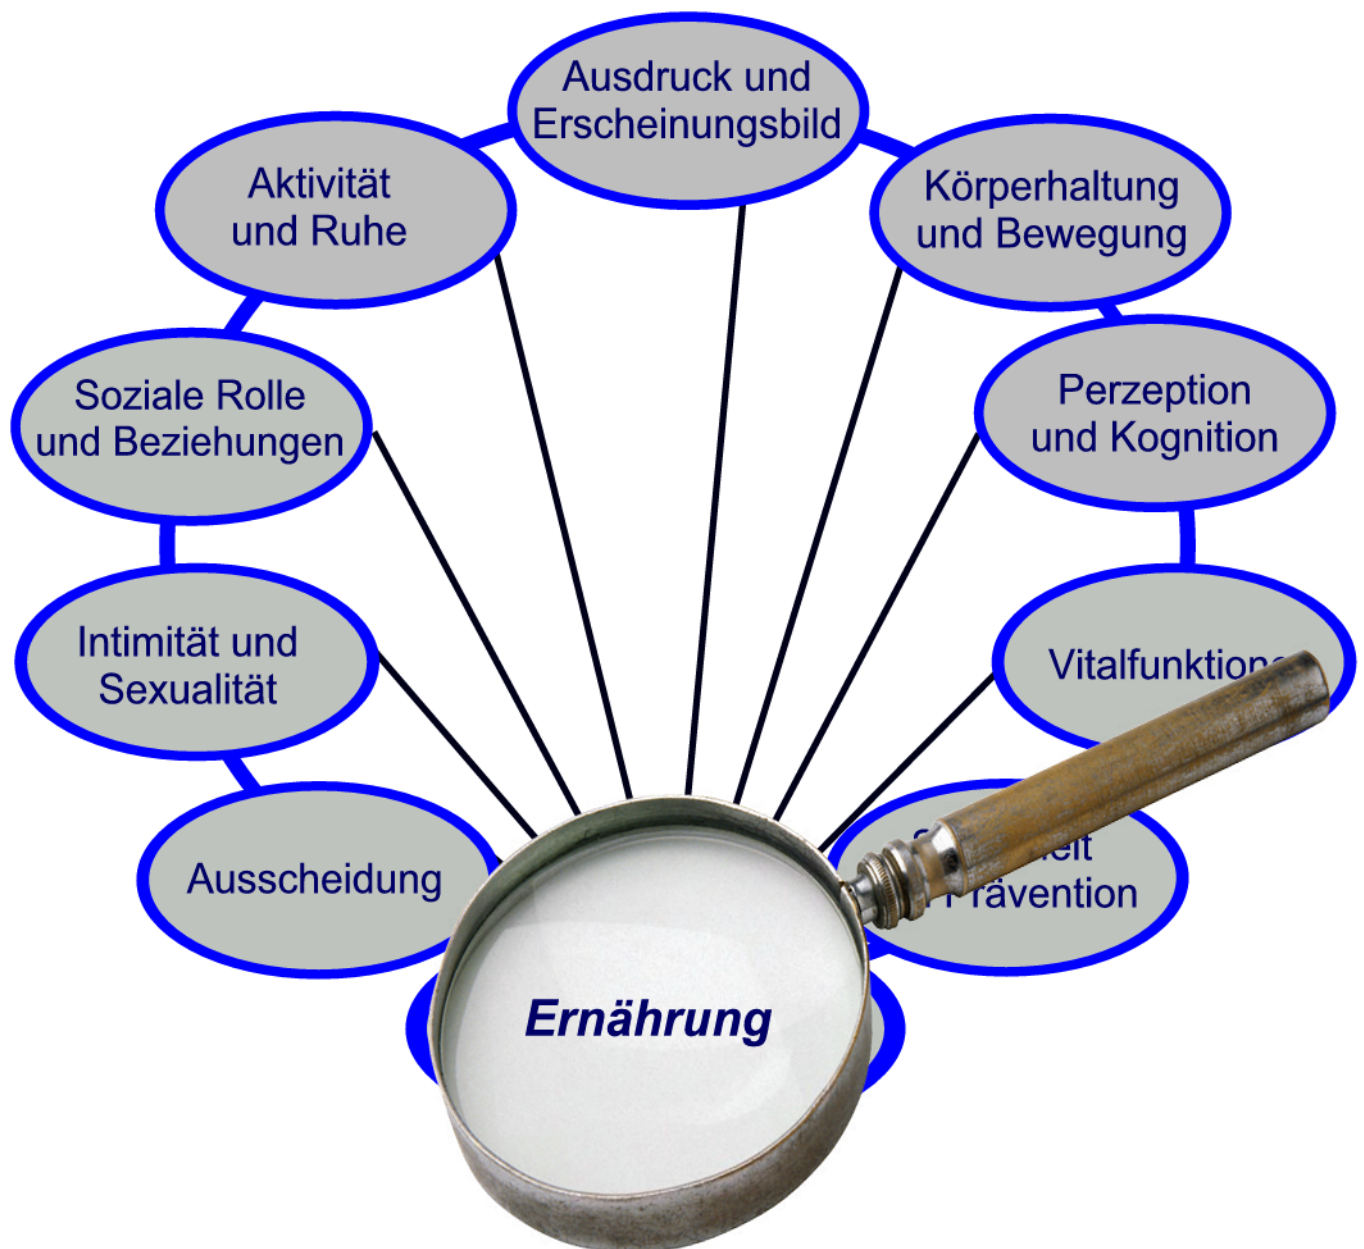 Ausdruck und
Erscheinungsbild
Aktivität
und Ruhe
Körperhaltung
und Bewegung
Soziale Rolle
und Beziehungen
Perzeption
und Kognition
Intimität und
Sexualität
Ausscheidung
Prävention
Ernährung